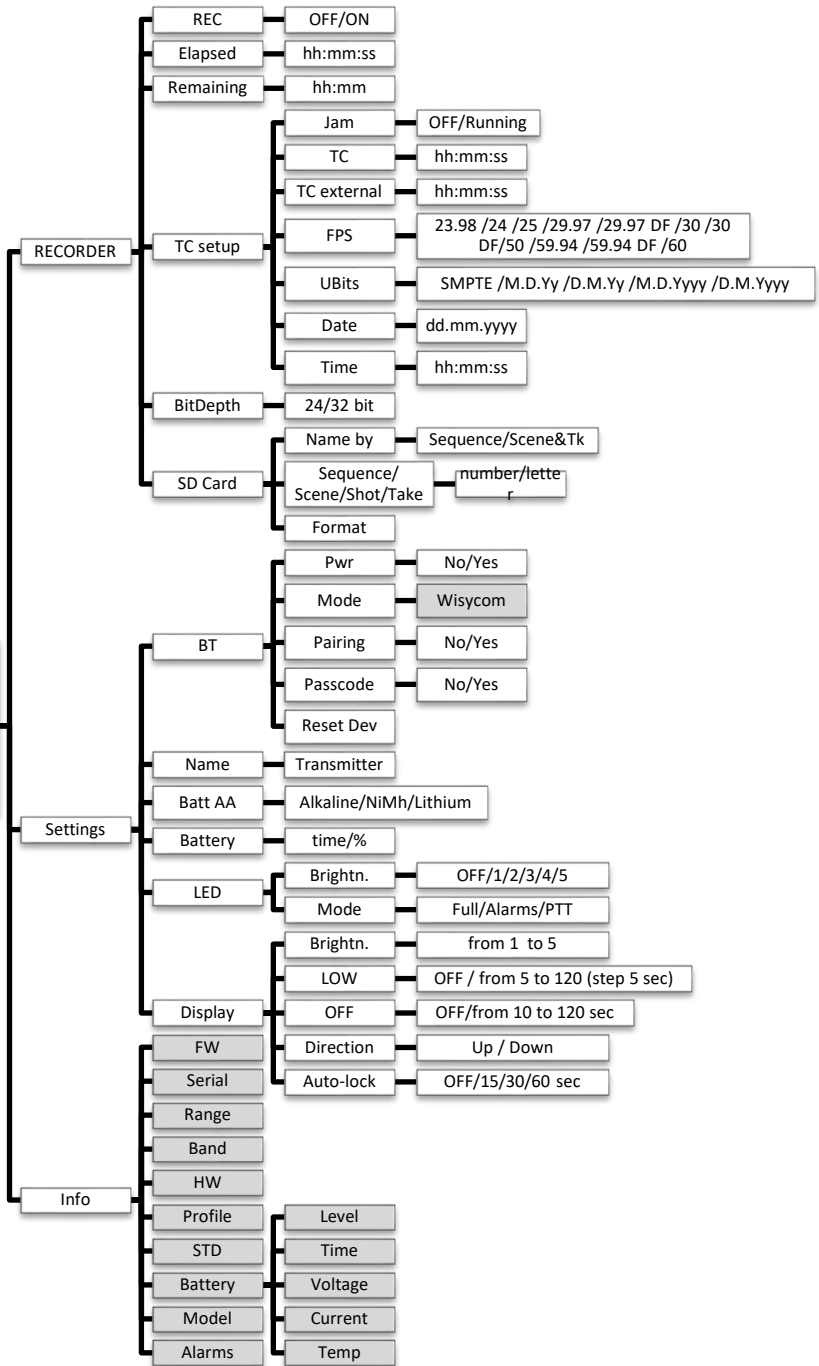 REC
OFF/ON
Elapsed
hh:mm:ss
Remaining
hh:mm
Jam
OFF/Running
TC
hh:mm:ss
TC external
hh:mm:ss
RECORDER
TC setup
FPS
23.98 /24 /25 /29.97 /29.97 DF /30 /30
DF/50 /59.94 /59.94 DF /60
UBits
SMPTE /M.D.Yy /D.M.Yy /M.D.Yyyy /D.M.Yyyy
Date
dd.mm.yyyy
Time
hh:mm:ss
BitDepth
24/32 bit
Name by
Sequence/Scene&Tk
SD Card
Sequence/
Scene/Shot/Take
number/lette
r
Format
Pwr
No/Yes
Mode
Wisycom
BT
Pairing
No/Yes
Passcode
No/Yes
Reset Dev
Name
Transmitter
Batt AA
Alkaline/NiMh/Lithium
Settings
Battery
time/%
LED
Brightn.
OFF/1/2/3/4/5
Mode
Full/Alarms/PTT
Brightn.
from 1 to 5
LOW
OFF / from 5 to 120 (step 5 sec)
Display
OFF
OFF/from 10 to 120 sec
Direction
Up / Down
Auto-lock
OFF/15/30/60 sec
FW
Serial
Range
Band
HW
Info
Profile
Level
STD
Time
Battery
Voltage
Model
Current
Alarms
Temp